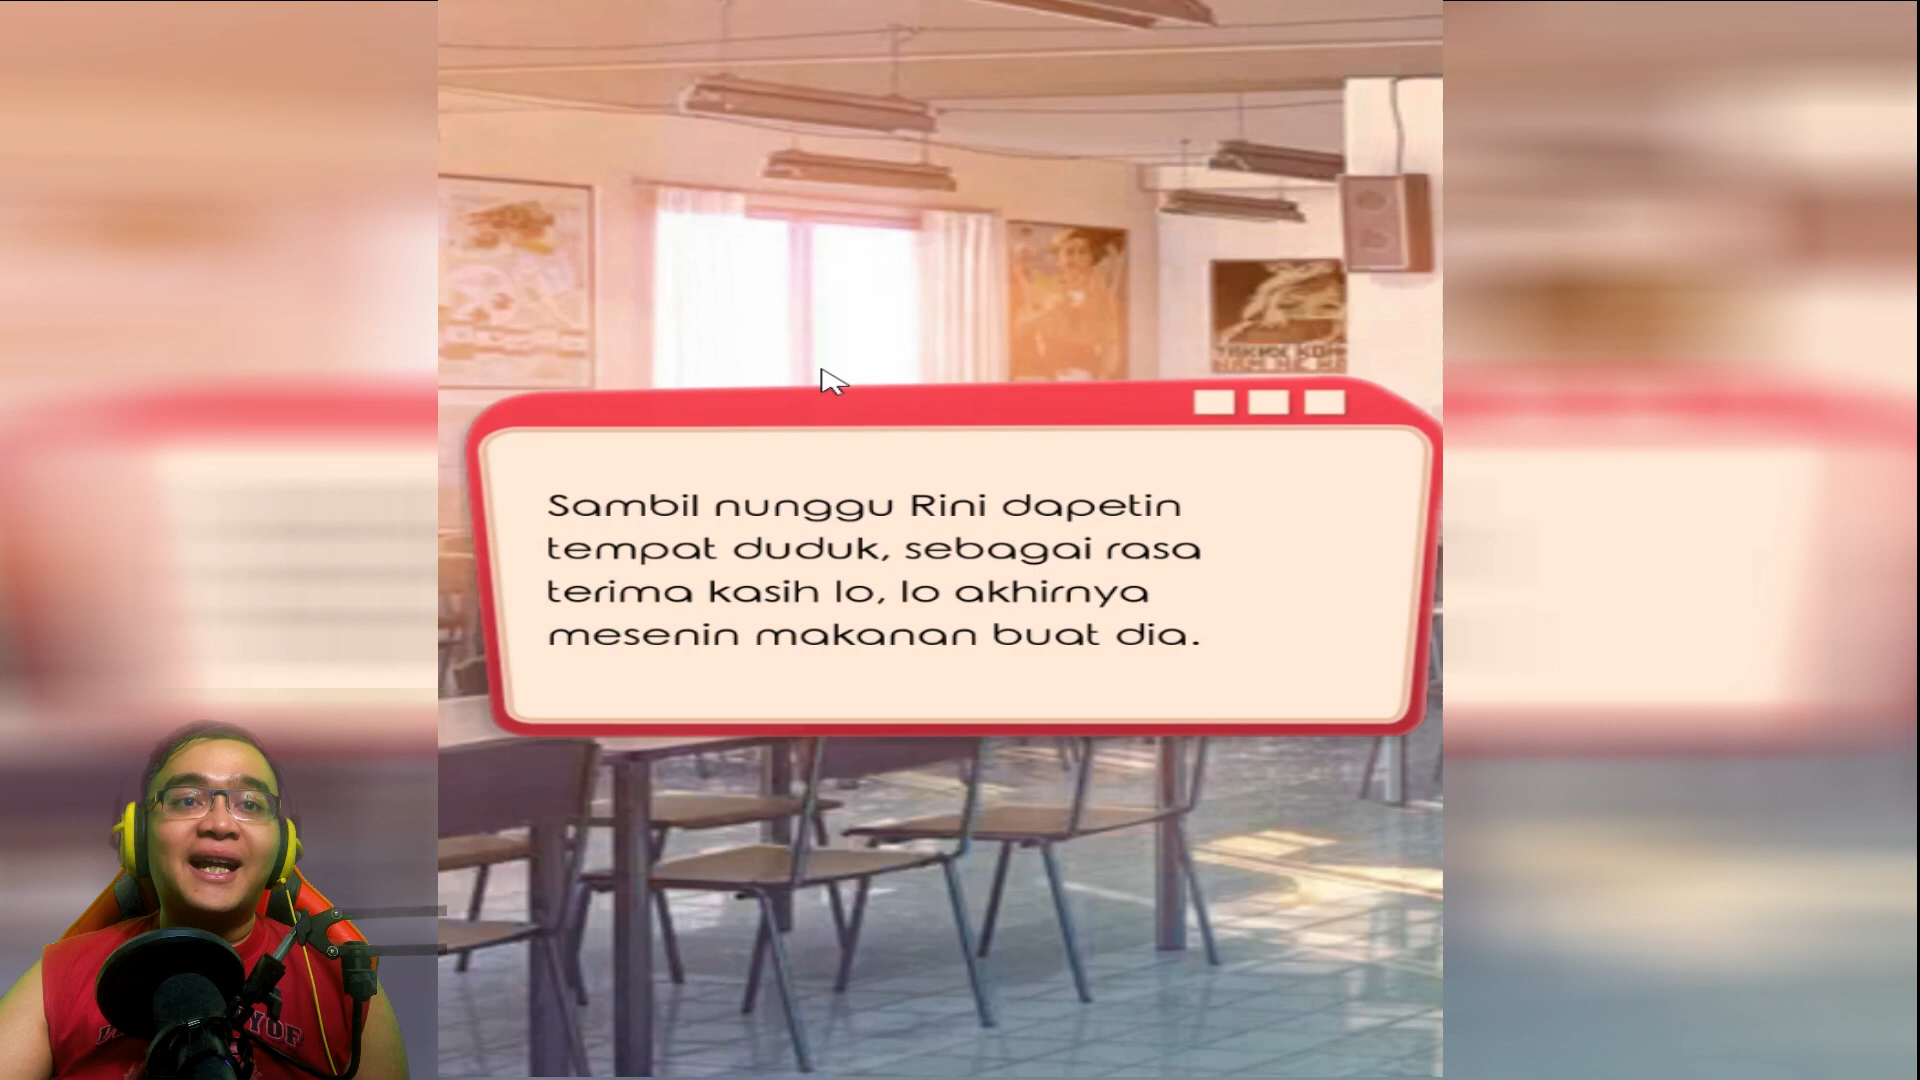 Sambil nunggu Rini dapetin
tempat duduk, sebagai rasa
terima kasih lo, lo akhirnya
mesenin makanan buat dia.